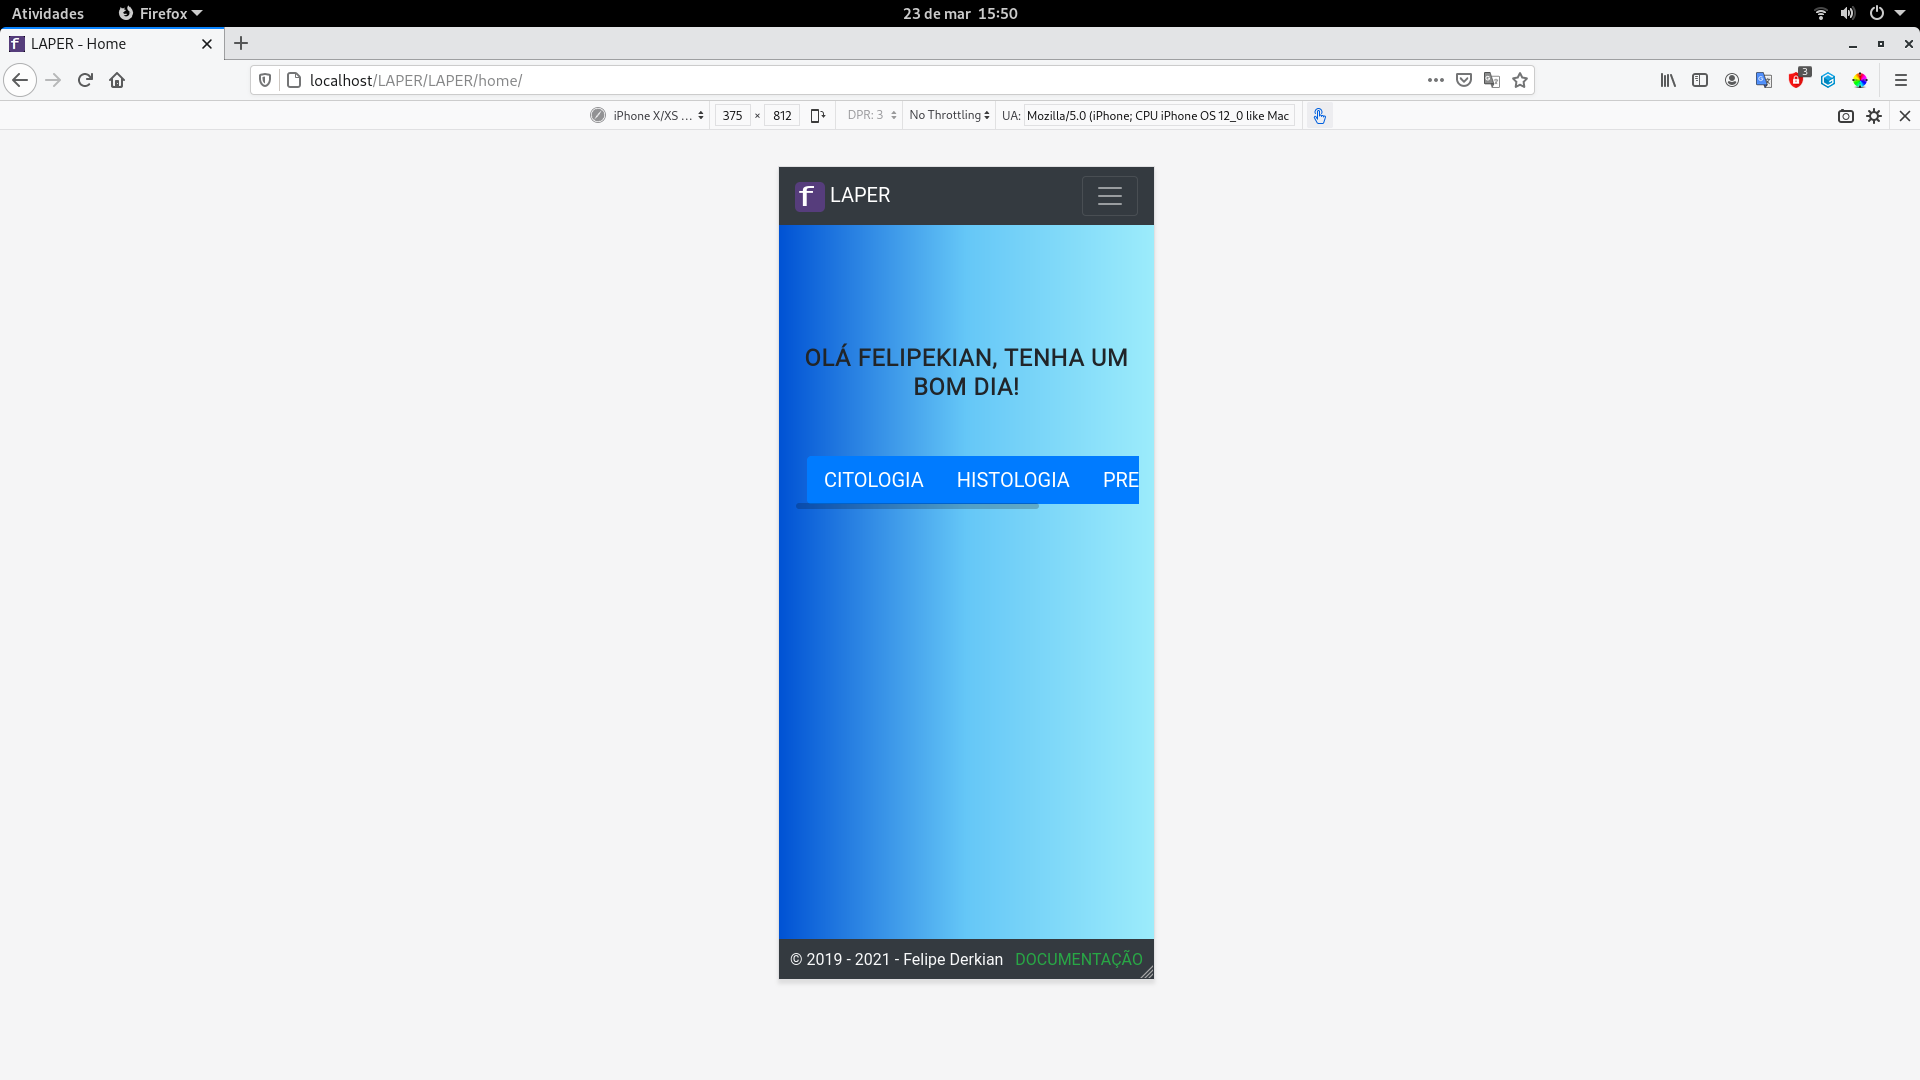 Atividades
Firefox
23 de mar 15:50
LAPER - Home
localhost/LAPER/LAPER/home/
3
iPhone X/XS ...
375 × 812
DPR: 3
No Throttling
UA: Mozilla/5.0 (iPhone; CPU iPhone OS 12_0 like Mac
f LAPER
OLÁ FELIPEKIAN, TENHA UM
BOM DIA!
CITOLOGIA HISTOLOGIA PRE
© 2019 - 2021 - Felipe Derkian DOCUMENTAÇÃO